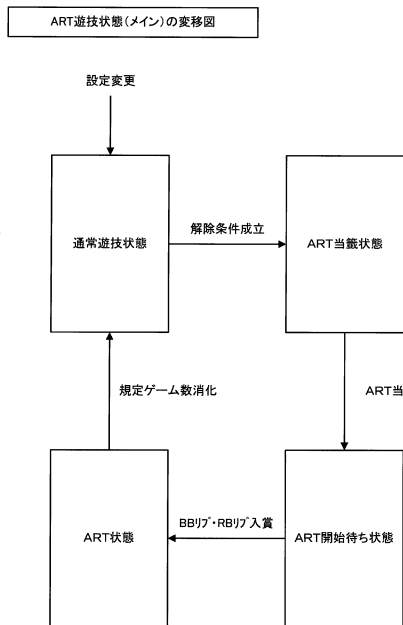 ART遊技状態(メイン)の変移図
設定変更
通常遊技状態
解除条件成立
ART当籤状態
規定ゲーム数消化
ART当
ART状態
BBリプ・RBリプ入賞
ART開始待ち状態